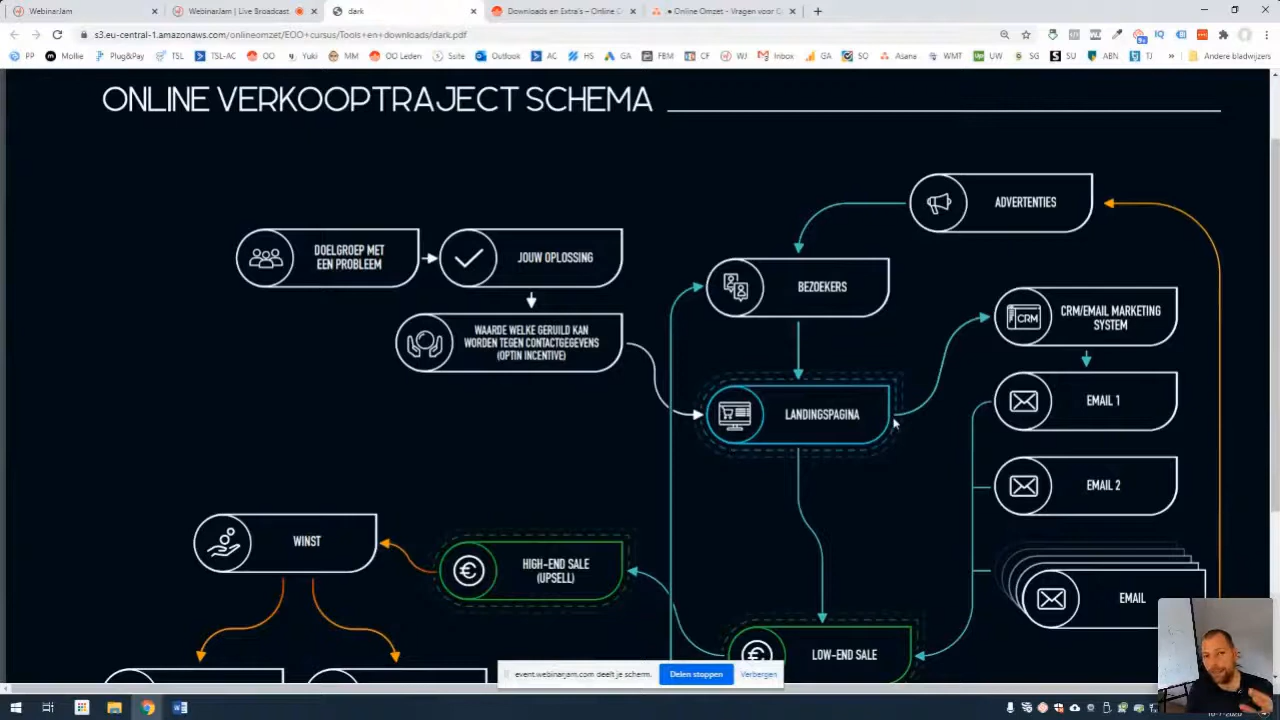 WebinarJam
WebinarJam | Live Broadcast.
dark
Downloads en Extra's – Online C
Online Omzet - Vragen voor C
s3.eu-central-1.amazonaws.com/onlineomzet/EOO+cursus/Tools+en+downloads/dark.pdf
PP
Mollie
Plug&Pay
TSL
TSL-AC
OO
Yuki
MM
OO Leden
Ssite
Outlook
AC
HS
GA
FBM
CF
WJ
Inbox
GA
SO
Asana
WMT
UW
SG
SU
ABN
TJ
»
Andere bladwijzers
ONLINE VERKOOPTRAJECT SCHEMA
ADVERTENTIES
DOELGROEP MET
EEN PROBLEEM
JOUW OPLOSSING
BEZOEKERS
CRM
CRM/EMAIL MARKETING
SYSTEM
WAARDE WELKE GERUILD KAN
WORDEN TEGEN CONTACTGEGEVENS
(OPTIN INCENTIVE)
LANDINGSPAGINA
EMAIL 1
EMAIL 2
WINST
HIGH-END SALE
(UPSELL)
EMAIL
LOW-END SALE
event.webinarjam.com deelt je scherm.
Delen stoppen
Verbergen